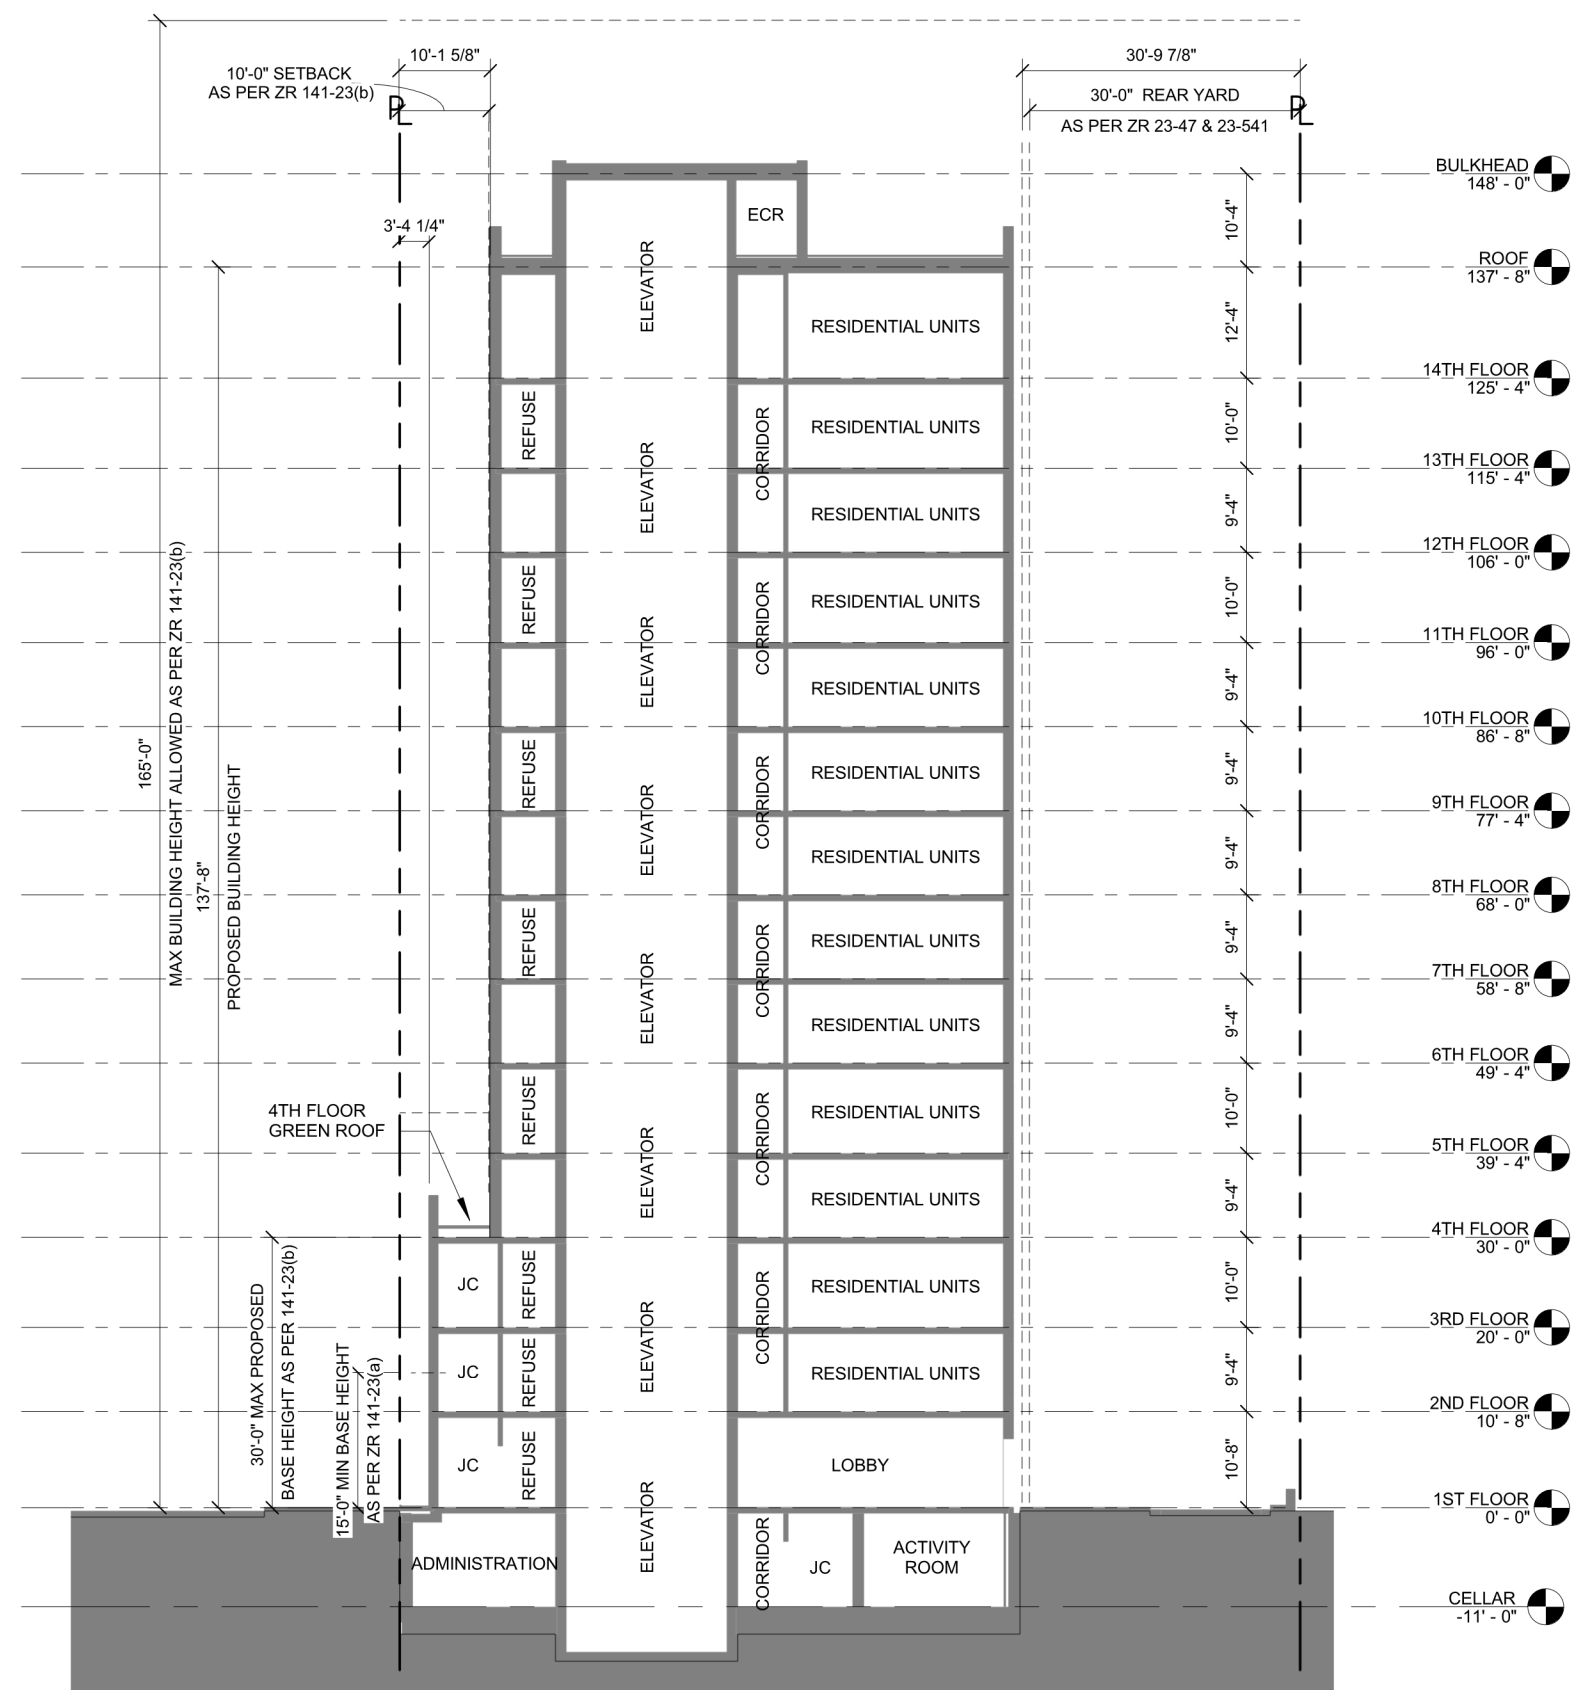 10'-1 5/8"
30'-9 7/8"
10'-0" SETBACK
AS PER ZR 141-23(b)
PL
30'-0" REAR YARD
AS PER ZR 23-47 & 23-541
PL
BULKHEAD
148' - 0"
3'-4 1/4"
ECR
10'-4"
ELEVATOR
ROOF
137' - 8"
RESIDENTIAL UNITS
12'-4"
14TH FLOOR
125' - 4"
REFUSE
CORRIDOR
RESIDENTIAL UNITS
10'-0"
ELEVATOR
13TH FLOOR
115' - 4"
RESIDENTIAL UNITS
9'-4"
12TH FLOOR
106' - 0"
REFUSE
CORRIDOR
RESIDENTIAL UNITS
10'-0"
ELEVATOR
11TH FLOOR
96' - 0"
RESIDENTIAL UNITS
9'-4"
10TH FLOOR
86' - 8"
165'-0"
MAX BUILDING HEIGHT ALLOWED AS PER ZR 141-23(b)
137'-8"
PROPOSED BUILDING HEIGHT
REFUSE
CORRIDOR
RESIDENTIAL UNITS
9'-4"
ELEVATOR
9TH FLOOR
77' - 4"
RESIDENTIAL UNITS
9'-4"
8TH FLOOR
68' - 0"
REFUSE
CORRIDOR
RESIDENTIAL UNITS
9'-4"
ELEVATOR
7TH FLOOR
58' - 8"
RESIDENTIAL UNITS
9'-4"
6TH FLOOR
49' - 4"
4TH FLOOR
GREEN ROOF
REFUSE
CORRIDOR
RESIDENTIAL UNITS
10'-0"
ELEVATOR
5TH FLOOR
39' - 4"
RESIDENTIAL UNITS
9'-4"
4TH FLOOR
30' - 0"
30'-0" MAX PROPOSED
BASE HEIGHT AS PER 141-23(b)
JC
REFUSE
CORRIDOR
RESIDENTIAL UNITS
10'-0"
ELEVATOR
3RD FLOOR
20' - 0"
15'-0" MIN BASE HEIGHT
AS PER ZR 141-23(a)
JC
REFUSE
RESIDENTIAL UNITS
9'-4"
2ND FLOOR
10' - 8"
JC
REFUSE
LOBBY
10'-8"
1ST FLOOR
0' - 0"
ADMINISTRATION
ELEVATOR
CORRIDOR
JC
ACTIVITY
ROOM
CELLAR
-11' - 0"